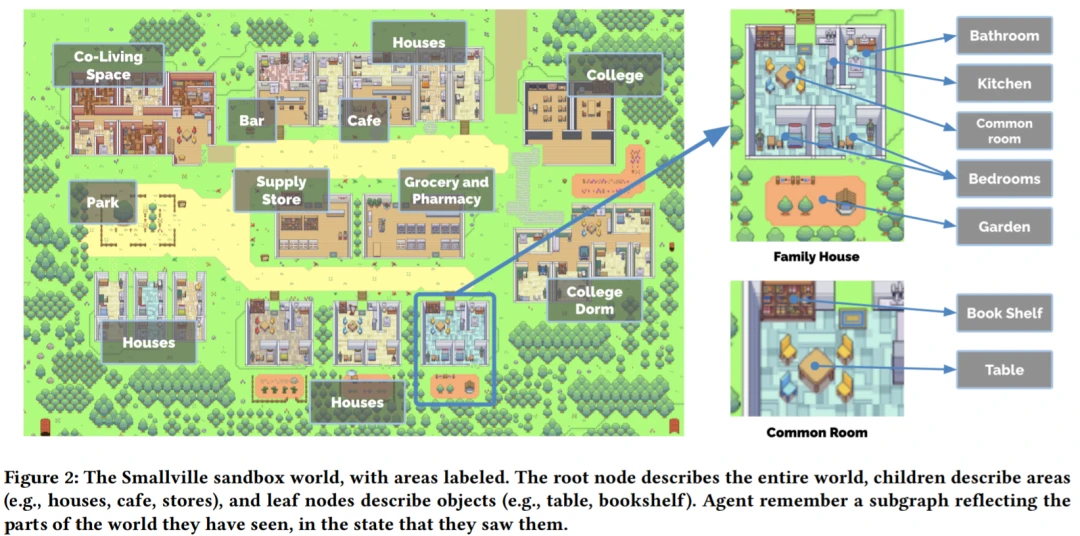 Co-Living
Space
Houses
College
Bar
Cafe
Park
Supply
Store
Grocery and
Pharmacy
College
Dorm
Houses
Houses
Bathroom
Kitchen
Common
room
Bedrooms
Garden
Family House
Book Shelf
Table
Common Room
Figure 2: The Smallville sandbox world, with areas labeled. The root node describes the entire world, children describe areas
(e.g., houses, cafe, stores), and leaf nodes describe objects (e.g., table, bookshelf). Agent remember a subgraph reflecting the
parts of the world they have seen, in the state that they saw them.